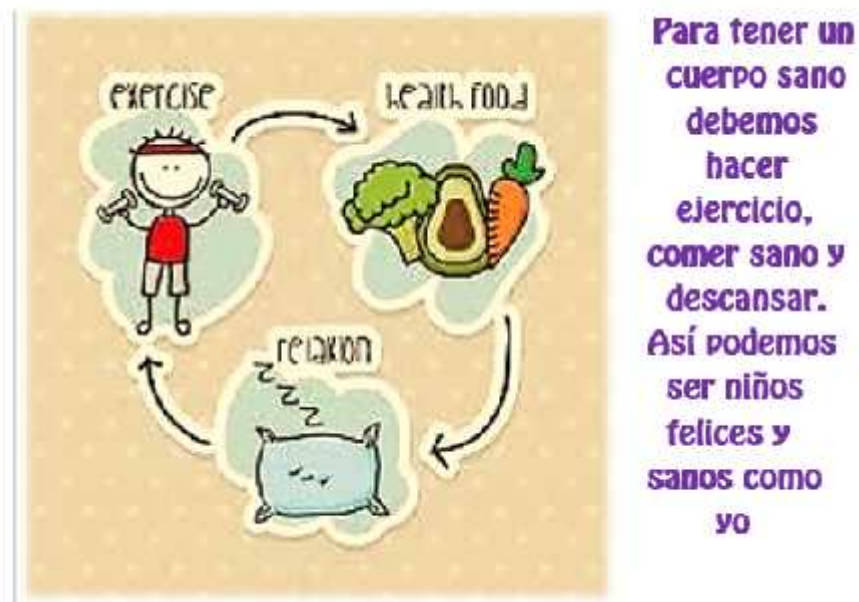 exercise
health food
relaxion
z z z z
Para tener un
cuerpo sano
debemos
hacer
ejercicio,
comer sano y
descansar.
Así podemos
ser niños
felices y
sanos como
yo